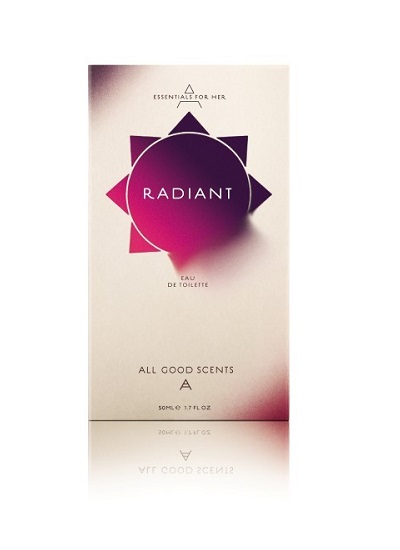 ESSENTIALS FOR HER
RADIANT
EAU
DE TOILETTE
ALL GOOD SCENTS
50ML ℮ 1.7 FL OZ